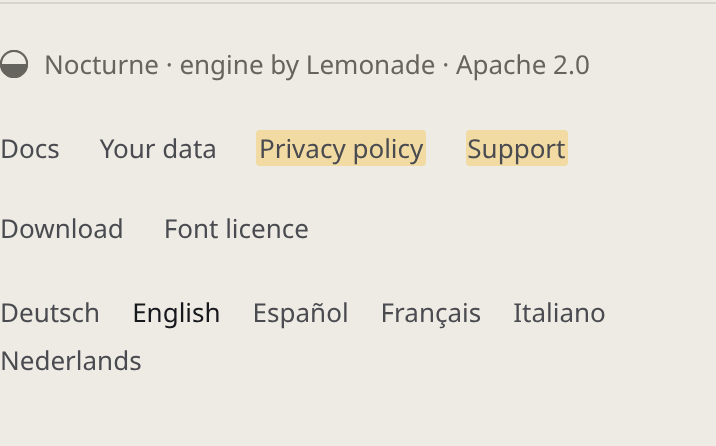 Nocturne · engine by Lemonade · Apache 2.0
Docs Your data Privacy policy Support
Download Font licence
Deutsch English Español Français Italiano
Nederlands